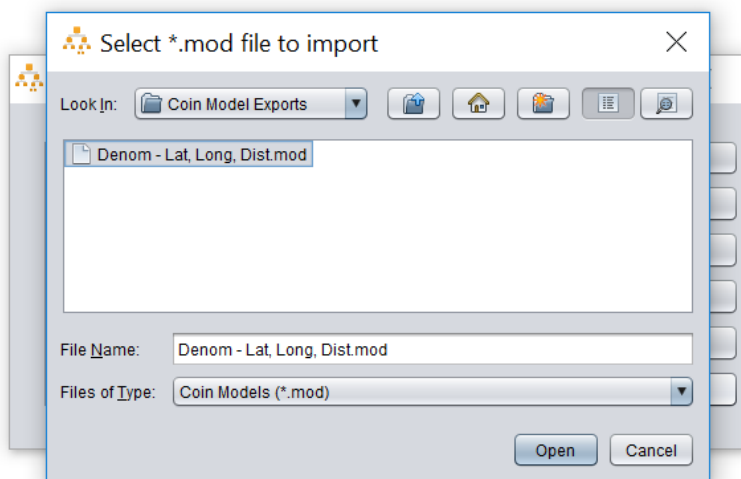 Select *.mod file to import
Look In: Coin Model Exports
Denom - Lat, Long, Dist.mod
File Name: Denom - Lat, Long, Dist.mod
Files of Type: Coin Models (*.mod)
Open Cancel